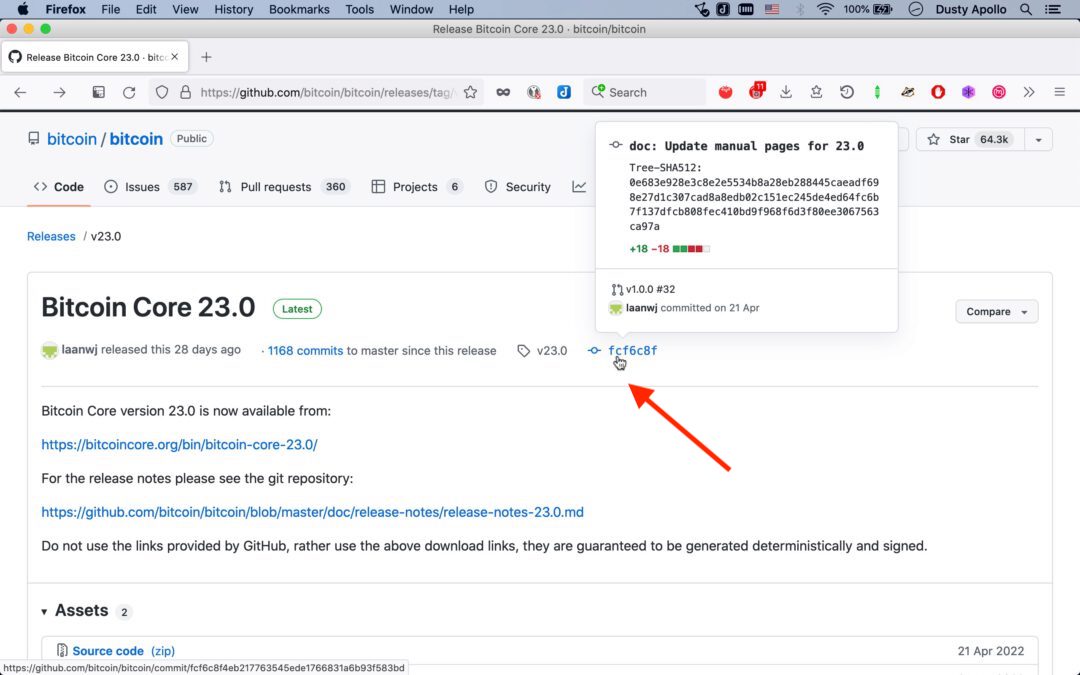 Firefox File Edit View History Bookmarks Tools Window Help 100% Dusty Apollo
Release Bitcoin Core 23.0 · bitcoin/bitcoin
Release Bitcoin Core 23.0 · bitc
https://github.com/bitcoin/bitcoin/releases/tag/ Search 11
bitcoin / bitcoin Public Star 64.3k
Code Issues 587 Pull requests 360 Projects 6 Security
doc: Update manual pages for 23.0
Tree-SHA512:
0e683e928e3c8e2e5534b8a28eb288445caeadf69
8e27d1c307cad8a8edb02c151ec245de4ed64fc6b
7f137dfcb808fec410bd9f968f6d3f80ee3067563
ca97a
+18 −18
v1.0.0 #32
laanwj committed on 21 Apr
Releases / v23.0
Bitcoin Core 23.0 Latest Compare
laanwj released this 28 days ago · 1168 commits to master since this release v23.0 fcf6c8f
Bitcoin Core version 23.0 is now available from:
https://bitcoincore.org/bin/bitcoin-core-23.0/
For the release notes please see the git repository:
https://github.com/bitcoin/bitcoin/blob/master/doc/release-notes/release-notes-23.0.md
Do not use the links provided by GitHub, rather use the above download links, they are guaranteed to be generated deterministically and signed.
Assets 2
Source code (zip) 21 Apr 2022
https://github.com/bitcoin/bitcoin/commit/fcf6c8f4eb217763545ede1766831a6b93f583bd